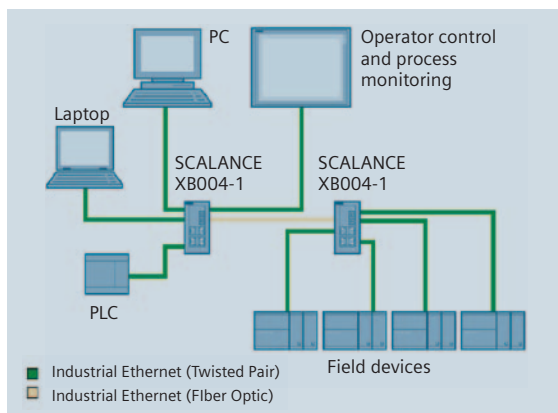 PC
Operator control
and process
monitoring
Laptop
SCALANCE
XB004-1
SCALANCE
XB004-1
PLC
Field devices
Industrial Ethernet (Twisted Pair)
Industrial Ethernet (FIber Optic)